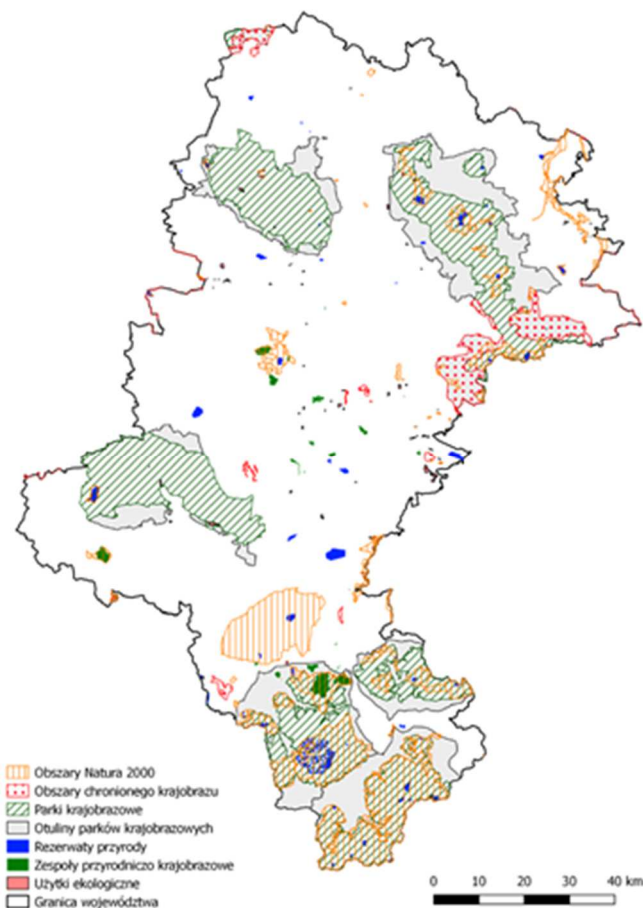 Obszary Natura 2000
Obszary chronionego krajobrazu
Parki krajobrazowe
Otuliny parków krajobrazowych
Rezerwaty przyrody
Zespoły przyrodniczo krajobrazowe
Użytki ekologiczne
Granica województwa
0 10 20 30 40 km